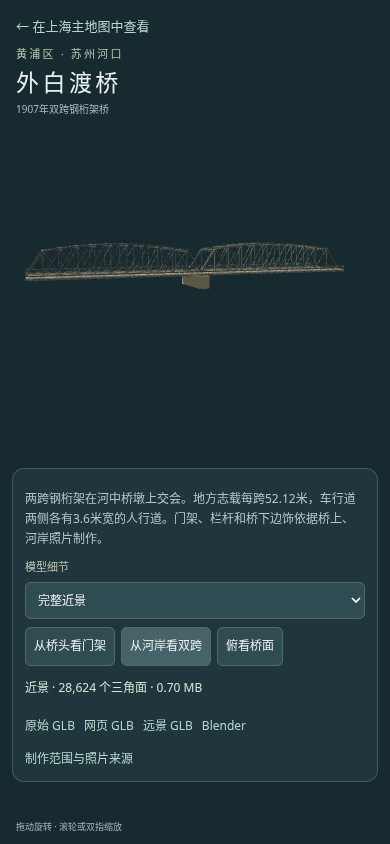 ← 在上海主地图中查看
黄浦区 · 苏州河口
外白渡桥
1907年双跨钢桁架桥
两跨钢桁架在河中桥墩上交会。地方志载每跨52.12米，车行道
两侧各有3.6米宽的人行道。门架、栏杆和桥下边饰依据桥上、
河岸照片制作。
模型细节
完整近景
从桥头看门架
从河岸看双跨
俯看桥面
近景 · 28,624 个三角面 · 0.70 MB
原始 GLB 网页 GLB 远景 GLB Blender
制作范围与照片来源
拖动旋转 · 滚轮或双指缩放